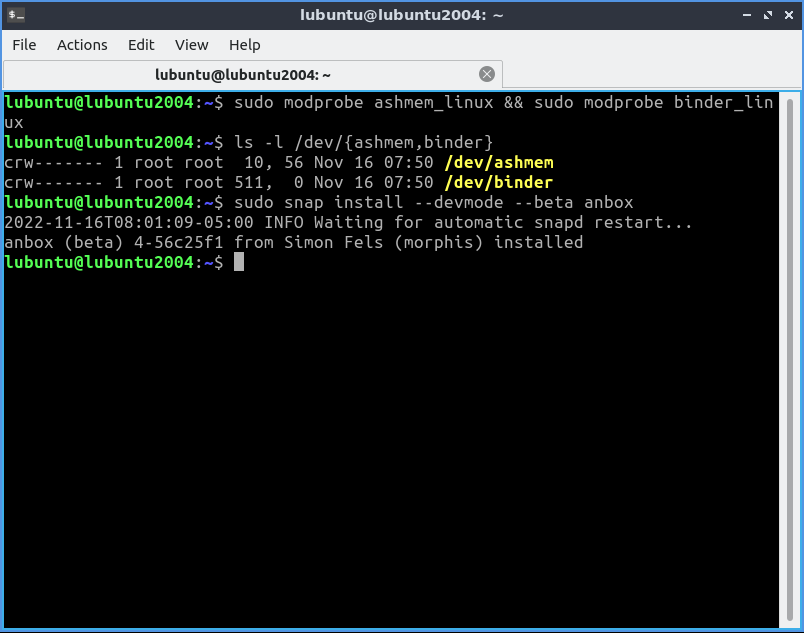 lubuntu@lubuntu2004: ~
File Actions Edit View Help
lubuntu@lubuntu2004: ~
lubuntu@lubuntu2004:~$ sudo modprobe ashmem_linux && sudo modprobe binder_lin
ux
lubuntu@lubuntu2004:~$ ls -l /dev/{ashmem,binder}
crw------- 1 root root  10, 56 Nov 16 07:50 /dev/ashmem
crw------- 1 root root 511,  0 Nov 16 07:50 /dev/binder
lubuntu@lubuntu2004:~$ sudo snap install --devmode --beta anbox
2022-11-16T08:01:09-05:00 INFO Waiting for automatic snapd restart...
anbox (beta) 4-56c25f1 from Simon Fels (morphis) installed
lubuntu@lubuntu2004:~$